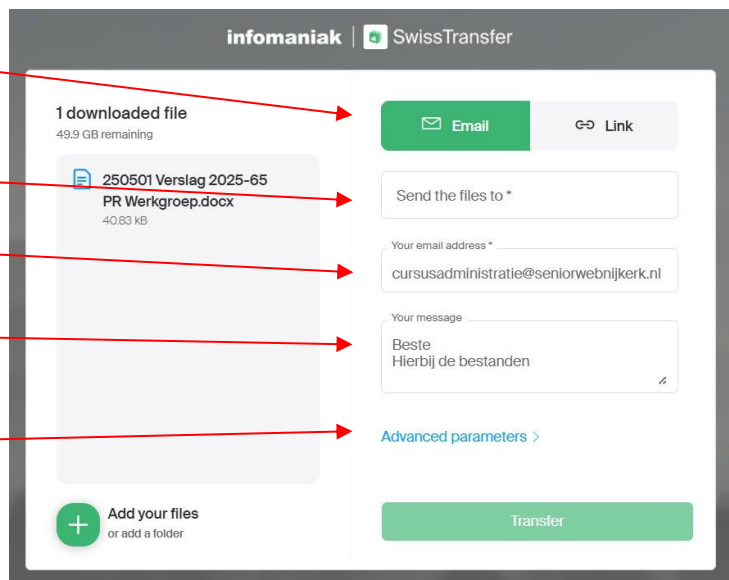 infomaniak | SwissTransfer
1 downloaded file
49.9 GB remaining
250501 Verslag 2025-65
PR Werkgroep.docx
40.83 kB
Add your files
or add a folder
Email
Link
Send the files to *
Your email address *
cursusadministratie@seniorwebnijkerk.nl
Your message
Beste
Hierbij de bestanden
Advanced parameters >
Transfer